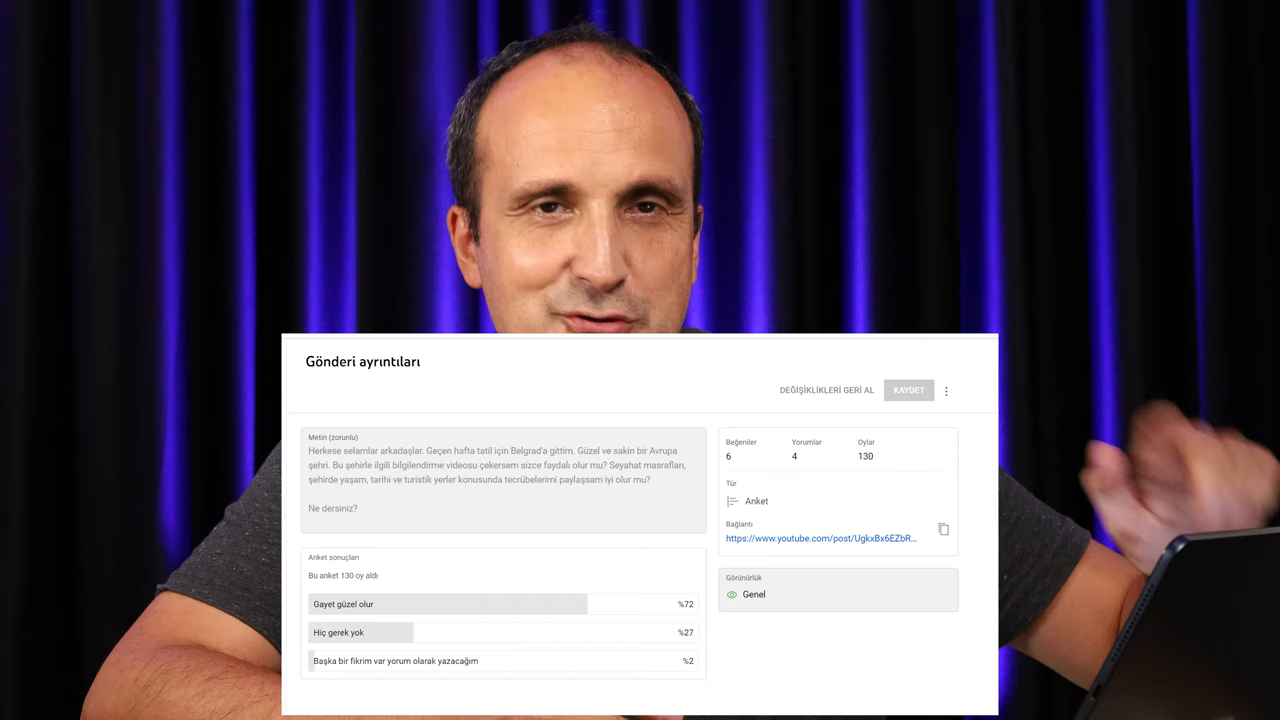 Gönderi ayrıntıları
DEĞİŞİKLİKLERİ GERİ AL
KAYDET
Metin (zorunlu)
Herkese selamlar arkadaşlar. Geçen hafta tatil için Belgrad'a gittim. Güzel ve sakin bir Avrupa
şehri. Bu şehirle ilgili bilgilendirme videosu çekersem sizce faydalı olur mu? Seyahat masrafları,
şehirde yaşam, tarihi ve turistik yerler konusunda tecrübelerimi paylaşsam iyi olur mu?
Ne dersiniz?
Anket sonuçları
Bu anket 130 oy aldı
Gayet güzel olur %72
Hiç gerek yok %27
Başka bir fikrim var yorum olarak yazacağım %2
Beğeniler Yorumlar Oylar
6 4 130
Tür
Anket
Bağlantı
https://www.youtube.com/post/UgkxBx6EZbR...
Görünürlük
Genel